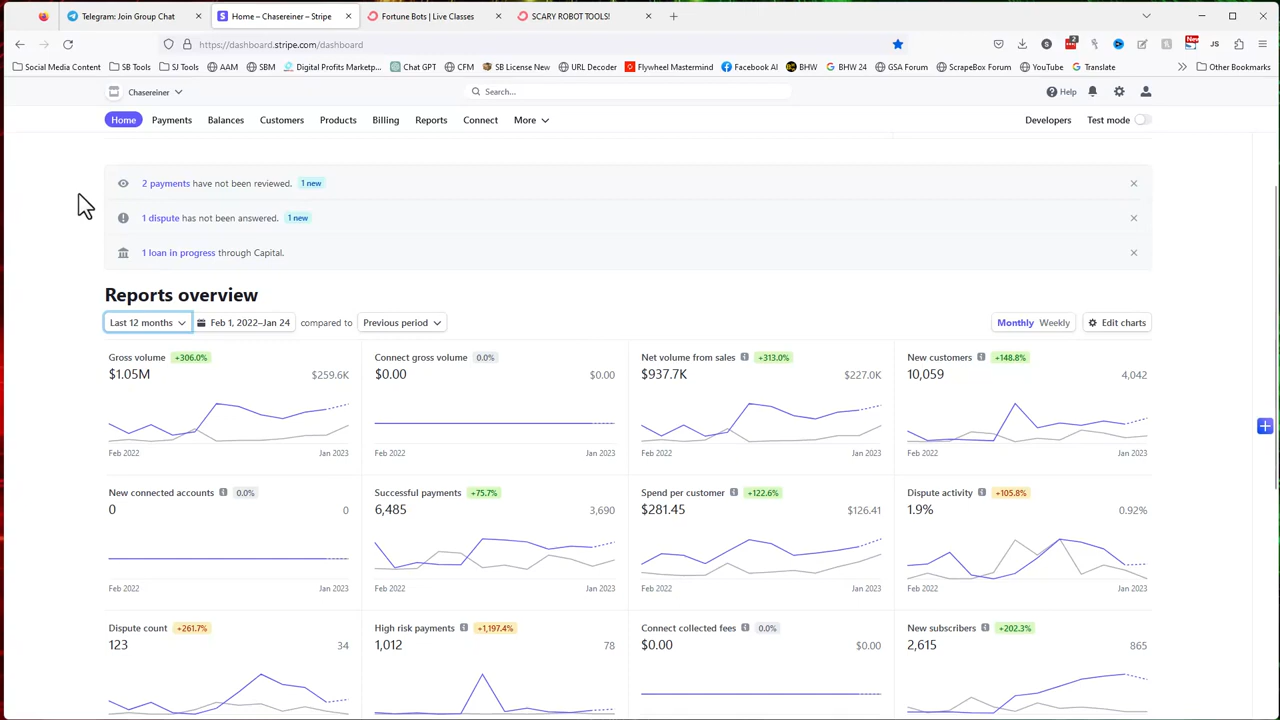 Telegram: Join Group Chat
Home – Chasereiner – Stripe
Fortune Bots | Live Classes
SCARY ROBOT TOOLS!
https://dashboard.stripe.com/dashboard
2
New
JS
Social Media Content
SB Tools
SJ Tools
AAM
SBM
Digital Profits Marketp...
Chat GPT
CFM
SB License New
URL Decoder
Flywheel Mastermind
Facebook AI
BHW
BHW 24
GSA Forum
ScrapeBox Forum
YouTube
Translate
Other Bookmarks
Chasereiner
Search...
Help
Home
Payments
Balances
Customers
Products
Billing
Reports
Connect
More
Developers
Test mode
2 payments have not been reviewed. 1 new
1 dispute has not been answered. 1 new
1 loan in progress through Capital.
Reports overview
Last 12 months
Feb 1, 2022–Jan 24
compared to
Previous period
Monthly
Weekly
Edit charts
Gross volume +306.0%
$1.05M $259.6K
Feb 2022 Jan 2023
Connect gross volume 0.0%
$0.00 $0.00
Feb 2022 Jan 2023
Net volume from sales +313.0%
$937.7K $227.0K
Feb 2022 Jan 2023
New customers +148.8%
10,059 4,042
Feb 2022 Jan 2023
New connected accounts 0.0%
0 0
Feb 2022 Jan 2023
Successful payments +75.7%
6,485 3,690
Feb 2022 Jan 2023
Spend per customer +122.6%
$281.45 $126.41
Feb 2022 Jan 2023
Dispute activity +105.8%
1.9% 0.92%
Feb 2022 Jan 2023
Dispute count +261.7%
123 34
High risk payments +1,197.4%
1,012 78
Connect collected fees 0.0%
$0.00 $0.00
New subscribers +202.3%
2,615 865